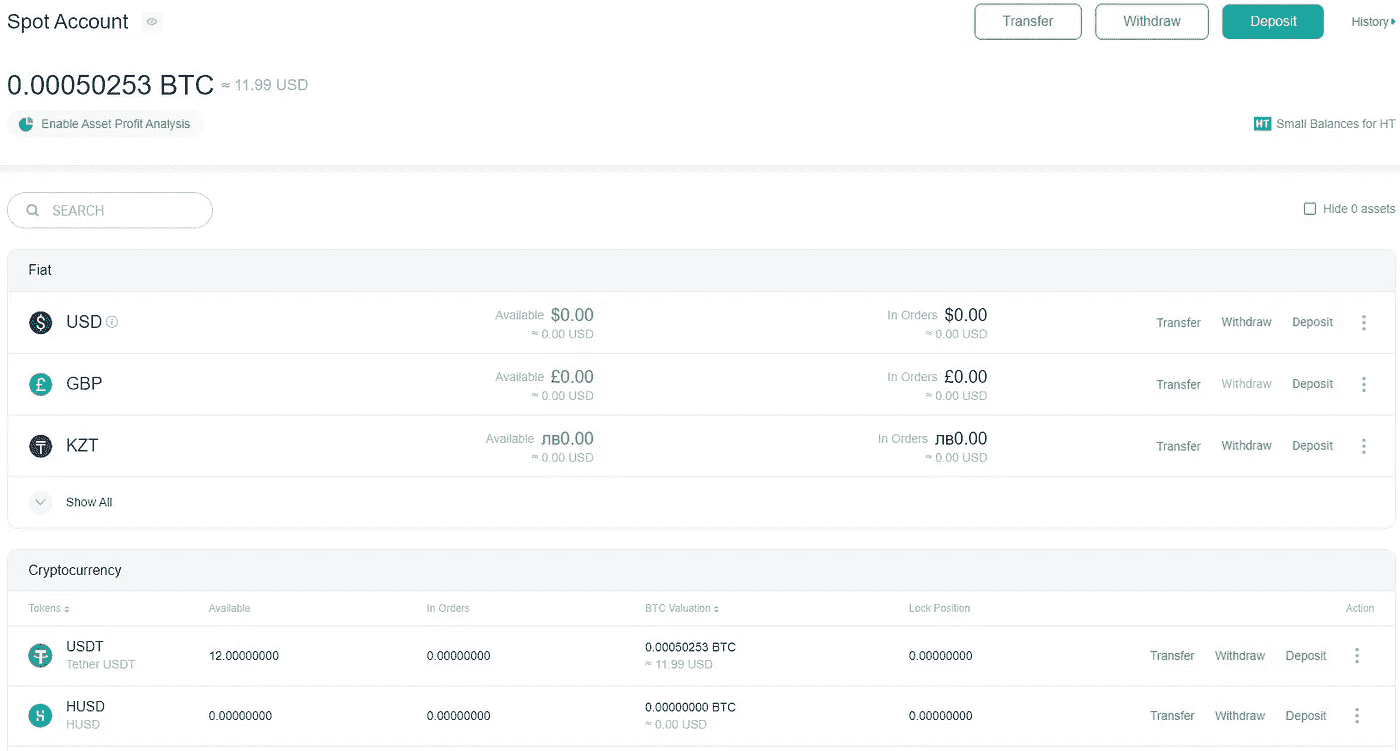 Spot Account
Transfer Withdraw Deposit History
0.00050253 BTC ≈ 11.99 USD
Enable Asset Profit Analysis
HT Small Balances for HT
SEARCH
Hide 0 assets
Fiat
USD Available $0.00 In Orders $0.00 Transfer Withdraw Deposit
≈ 0.00 USD ≈ 0.00 USD
GBP Available £0.00 In Orders £0.00 Transfer Withdraw Deposit
≈ 0.00 USD ≈ 0.00 USD
KZT Available лв0.00 In Orders лв0.00 Transfer Withdraw Deposit
≈ 0.00 USD ≈ 0.00 USD
Show All
Cryptocurrency
Tokens Available In Orders BTC Valuation Lock Position Action
USDT 12.00000000 0.00000000 0.00050253 BTC 0.00000000 Transfer Withdraw Deposit
Tether USDT ≈ 11.99 USD
HUSD 0.00000000 0.00000000 0.00000000 BTC 0.00000000 Transfer Withdraw Deposit
HUSD ≈ 0.00 USD